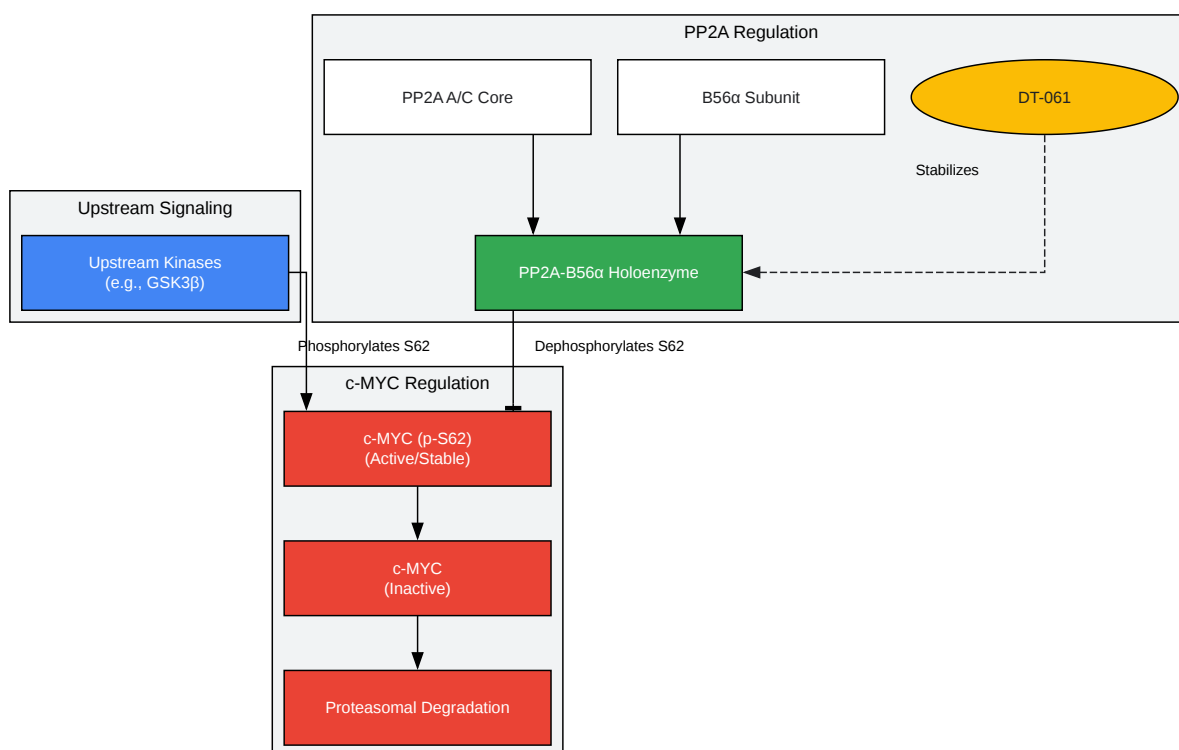 PP2A Regulation
PP2A A/C Core
B56α Subunit
DT-061
Stabilizes
Upstream Signaling
Upstream Kinases
(e.g., GSK3β)
PP2A-B56α Holoenzyme
Phosphorylates S62
Dephosphorylates S62
c-MYC Regulation
c-MYC (p-S62)
(Active/Stable)
c-MYC
(Inactive)
Proteasomal Degradation